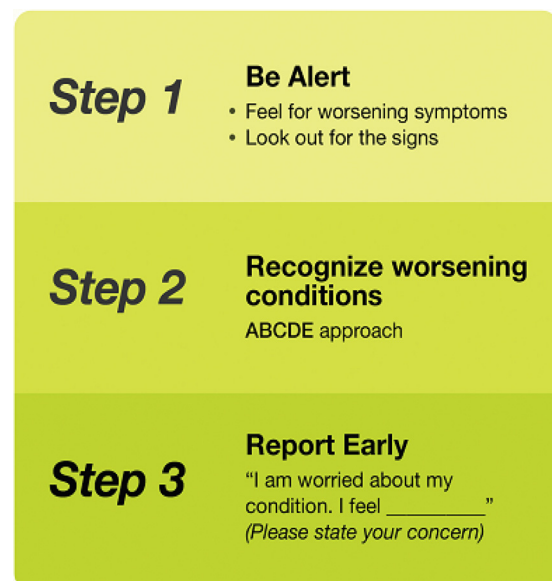 Step 1
Be Alert
• Feel for worsening symptoms
• Look out for the signs
Step 2
Recognize worsening
conditions
ABCDE approach
Step 3
Report Early
“I am worried about my
condition. I feel __________”
(Please state your concern)